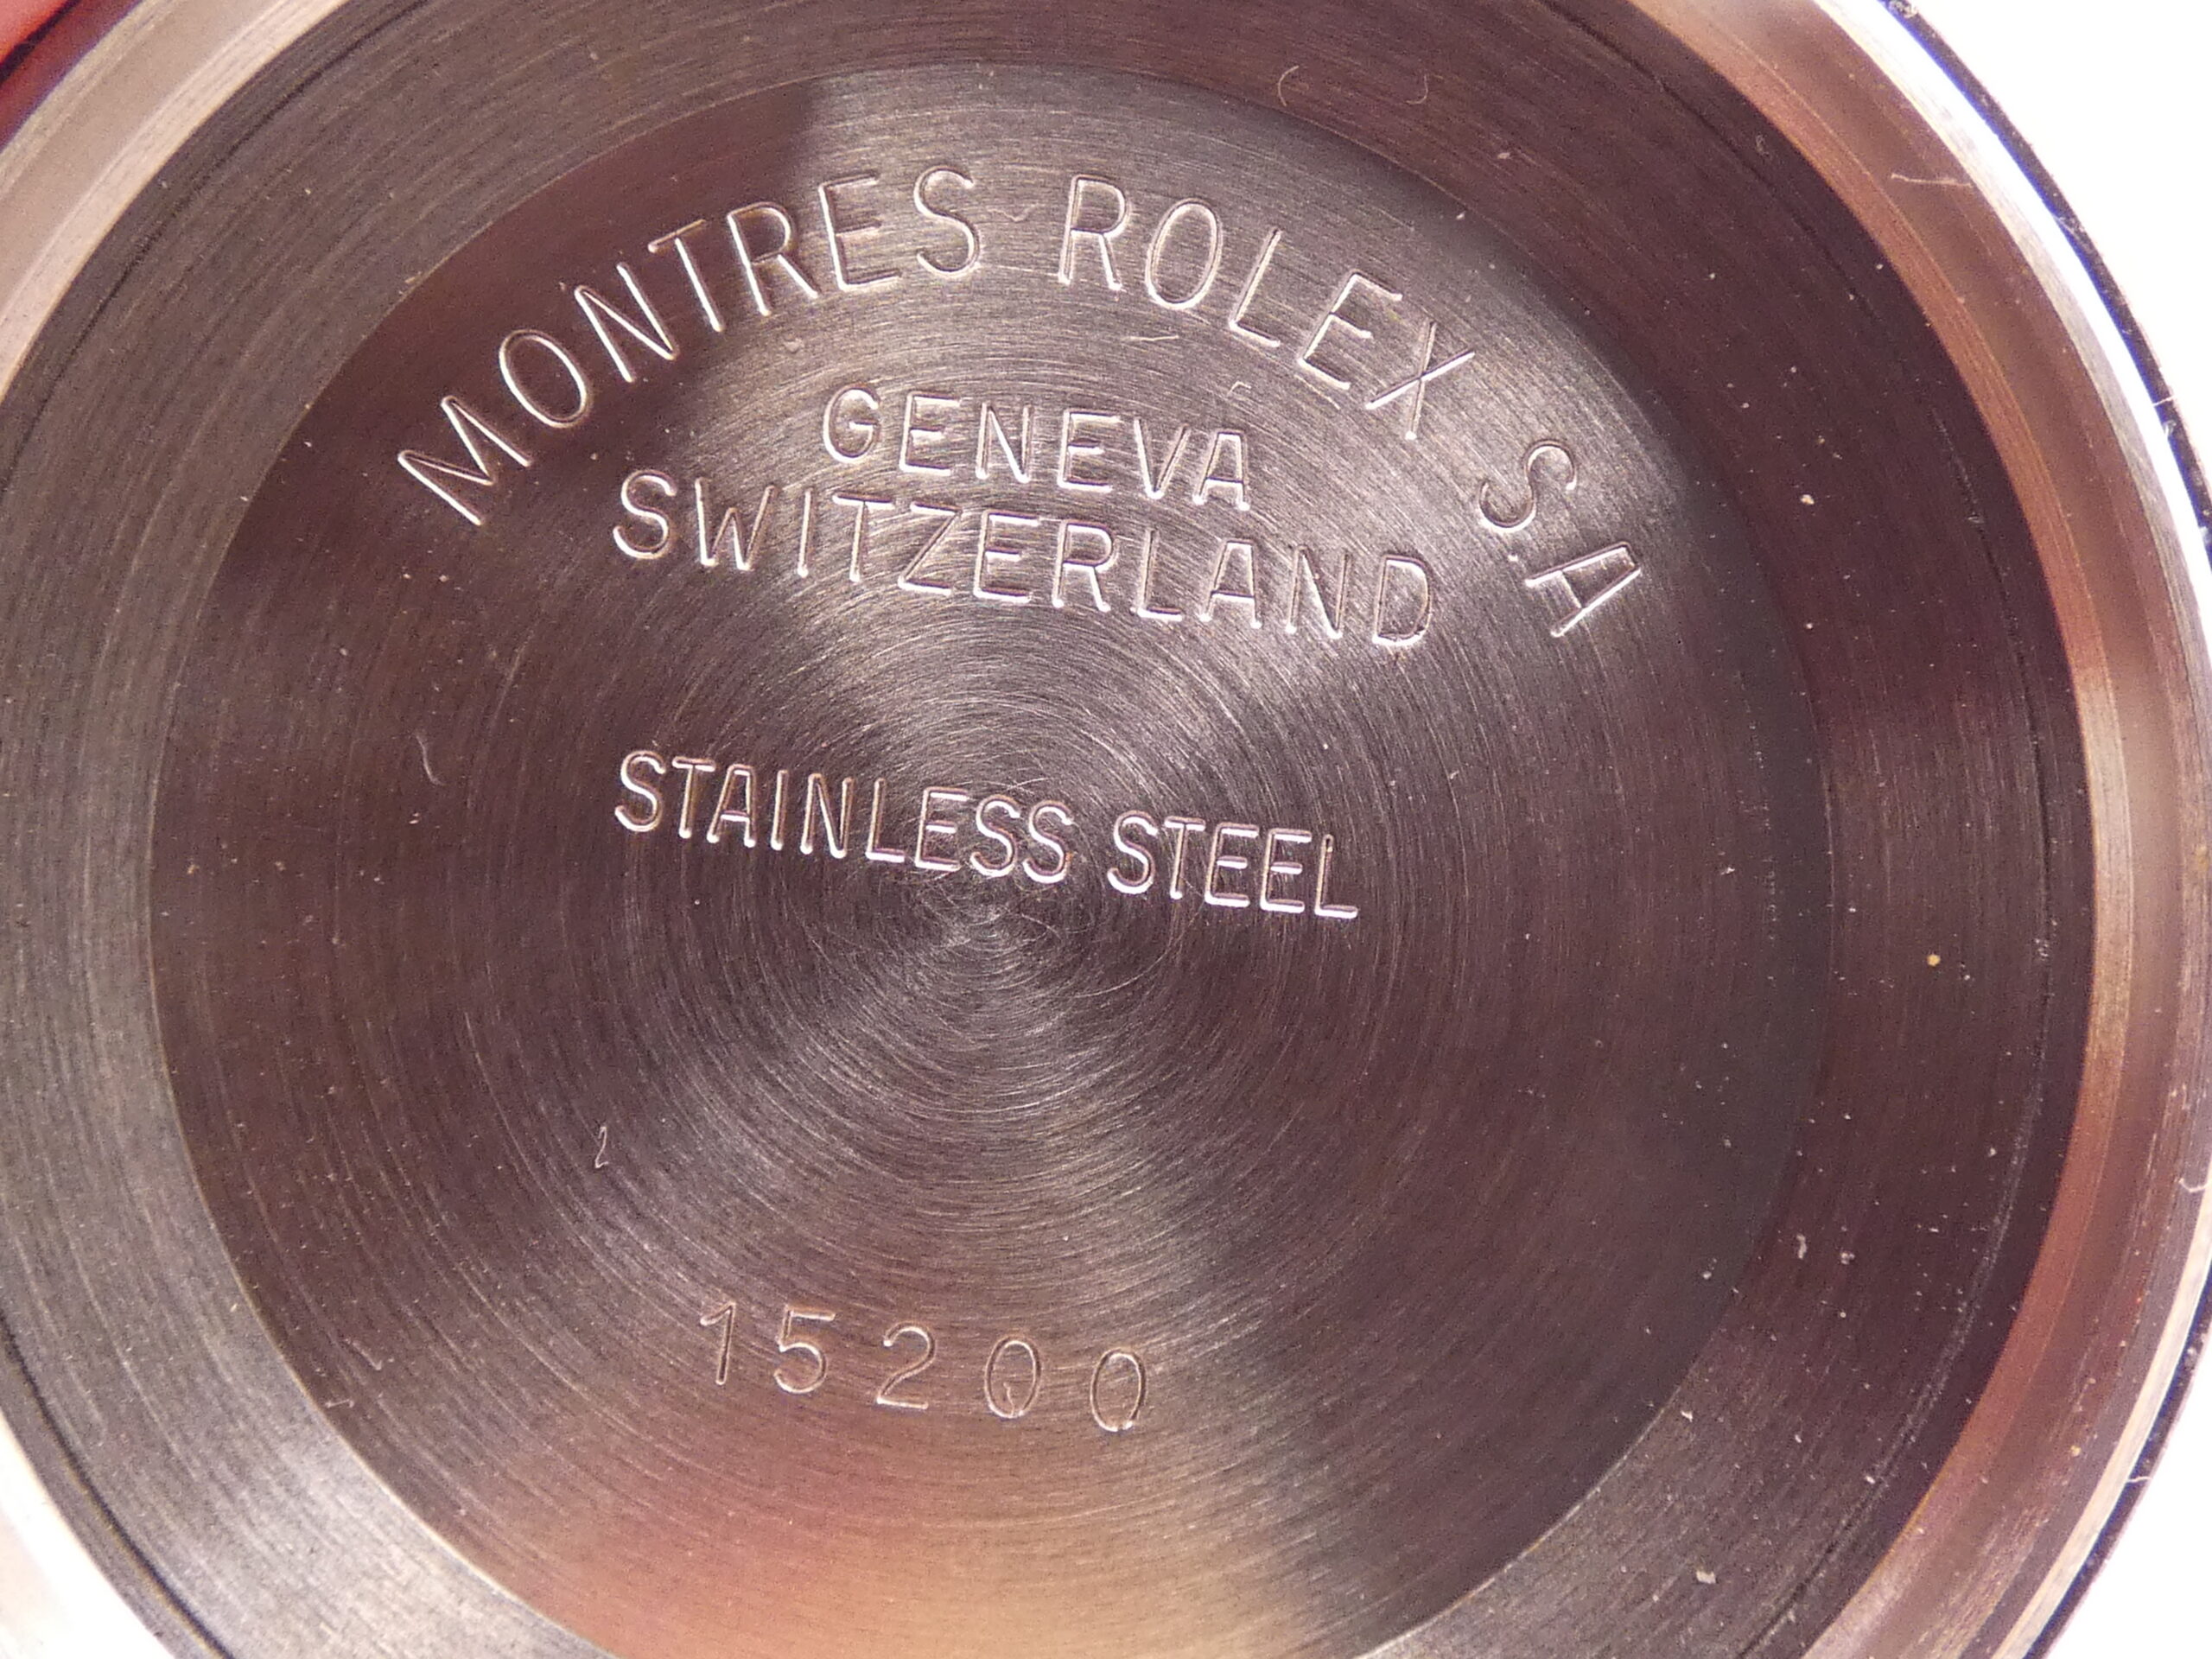 MONTRES ROLEX S.A
GENEVA
SWITZERLAND
STAINLESS STEEL
15200